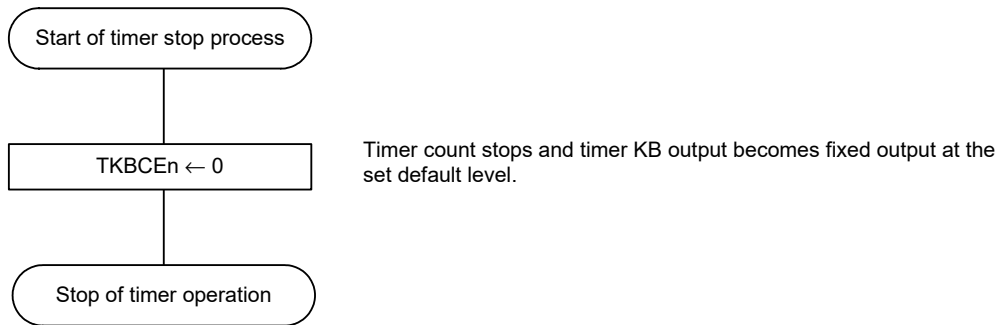 Start of timer stop process
TKBCEn ← 0
Timer count stops and timer KB output becomes fixed output at the
set default level.
Stop of timer operation